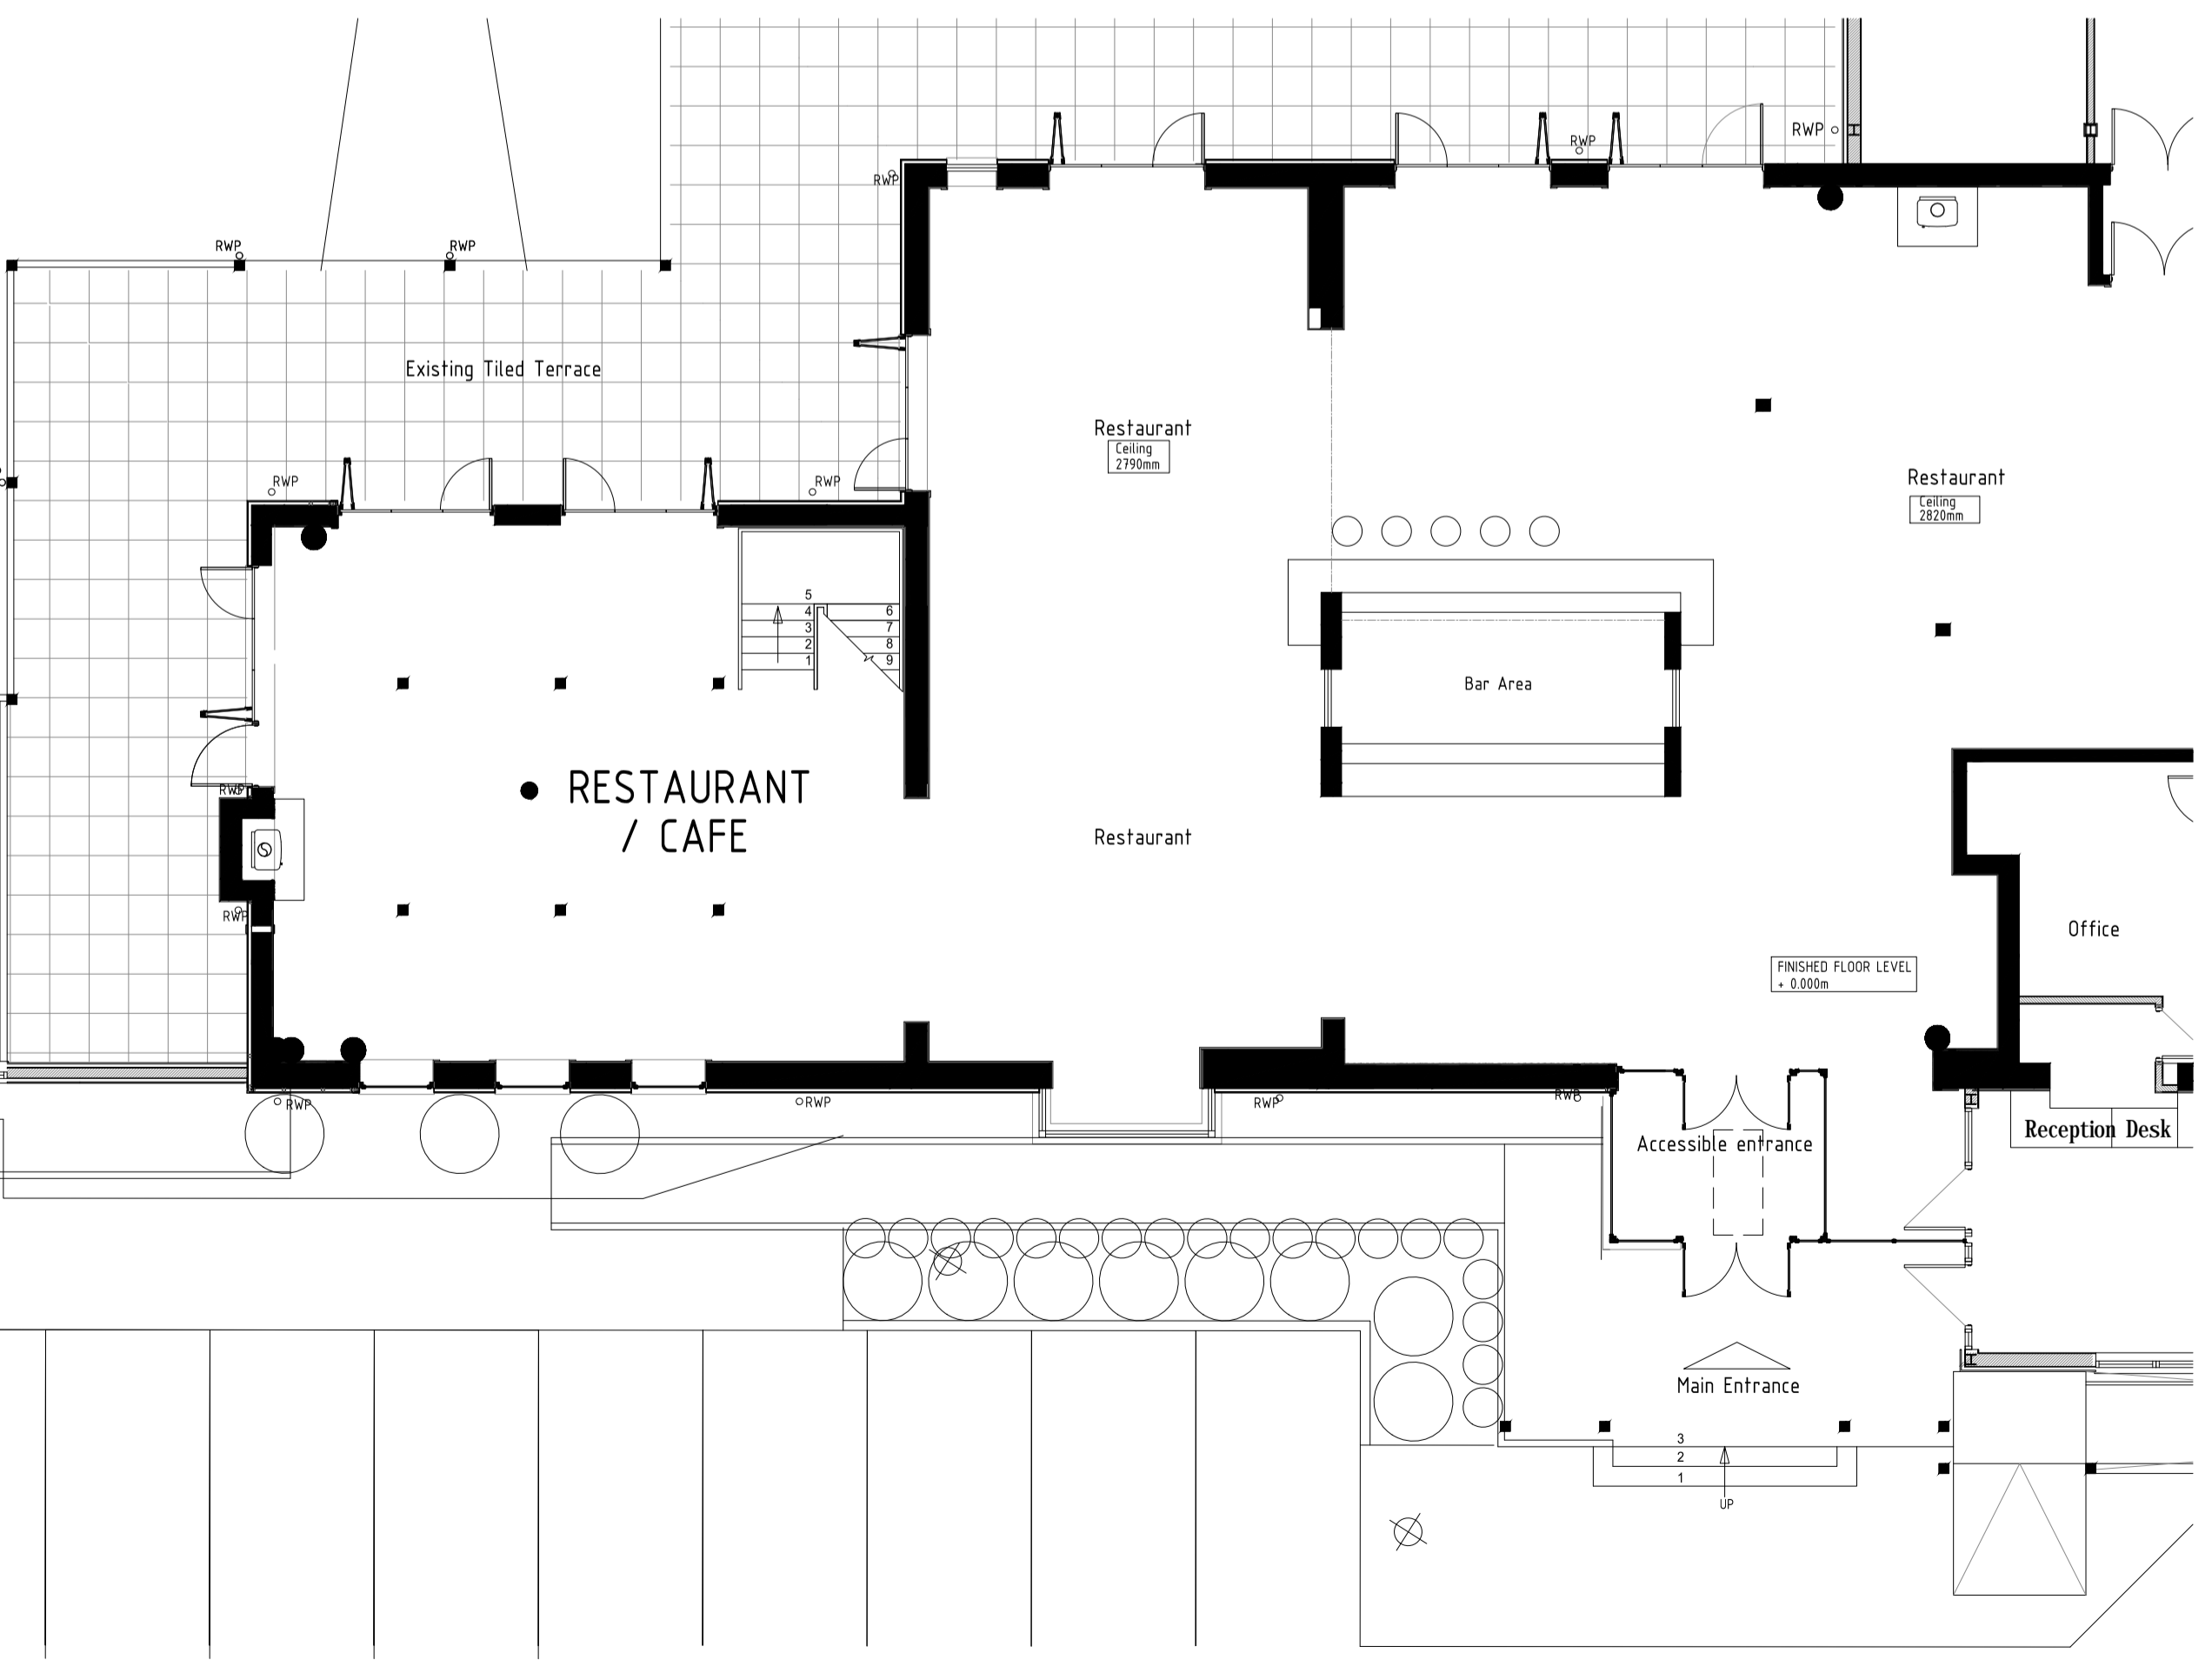 RWP
RWP
RWP
RWP
RWP
Existing Tiled Terrace
Restaurant
Ceiling
2790mm
Restaurant
Ceiling
2820mm
RWP
RWP
5
4
3
2
1
6
7
8
9
Bar Area
RESTAURANT
/ CAFE
RWP
Restaurant
RWP
Office
FINISHED FLOOR LEVEL
+ 0.000m
RWP
RWP
RWP
RWP
Accessible entrance
Reception Desk
Main Entrance
3
2
1
UP